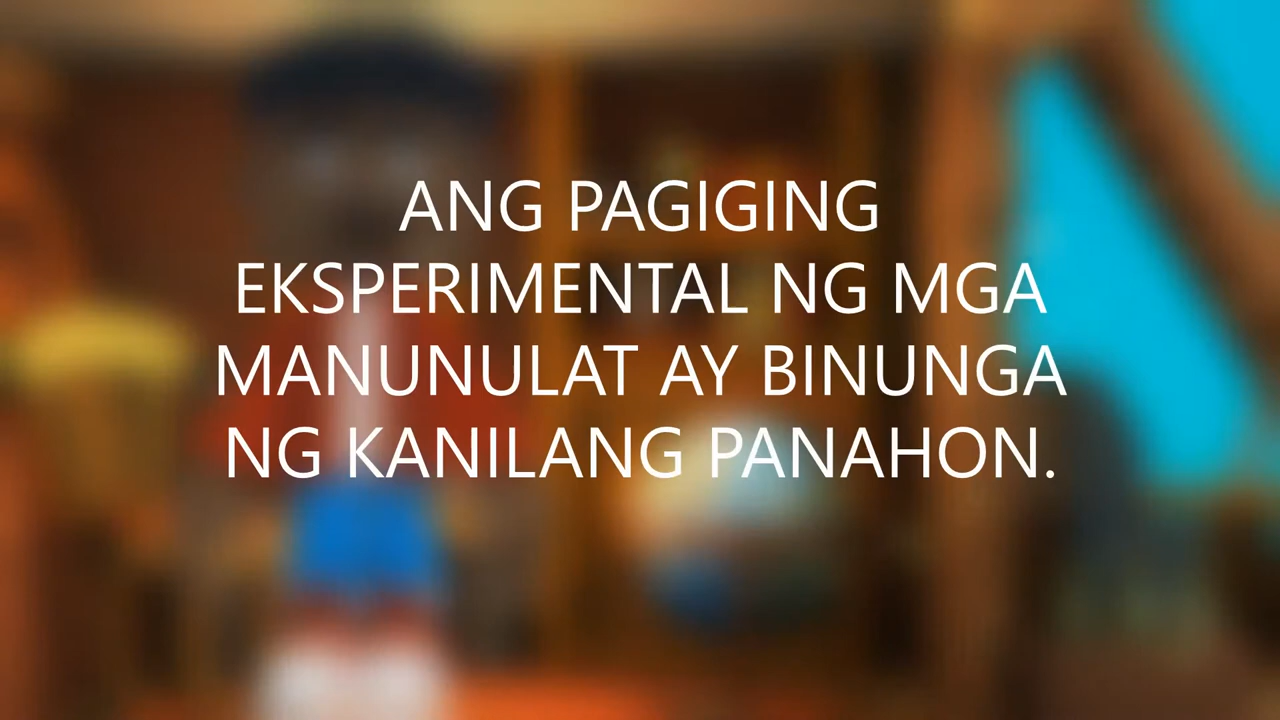 ANG PAGIGING
EKSPERIMENTAL NG MGA
MANUNULAT AY BINUNGA
NG KANILANG PANAHON.